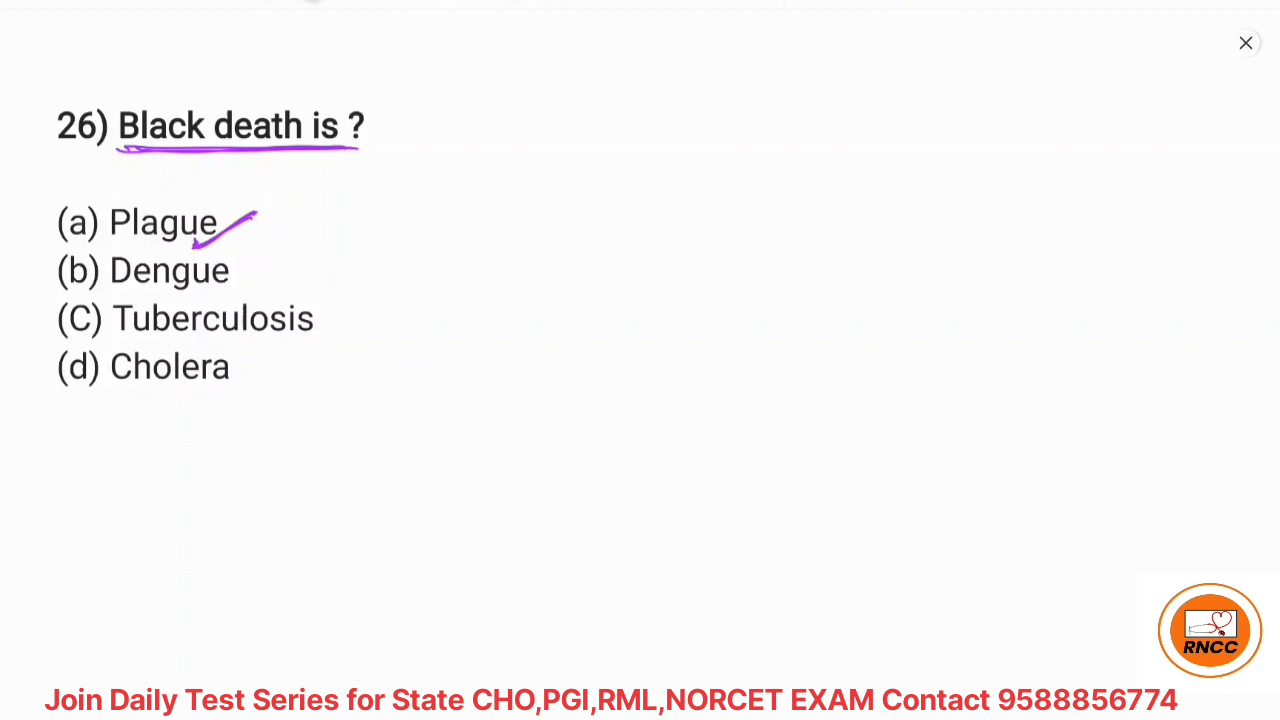 26) Black death is ?
(a) Plague
(b) Dengue
(C) Tuberculosis
(d) Cholera
RNCC
Join Daily Test Series for State CHO,PGI,RML,NORCET EXAM Contact 9588856774